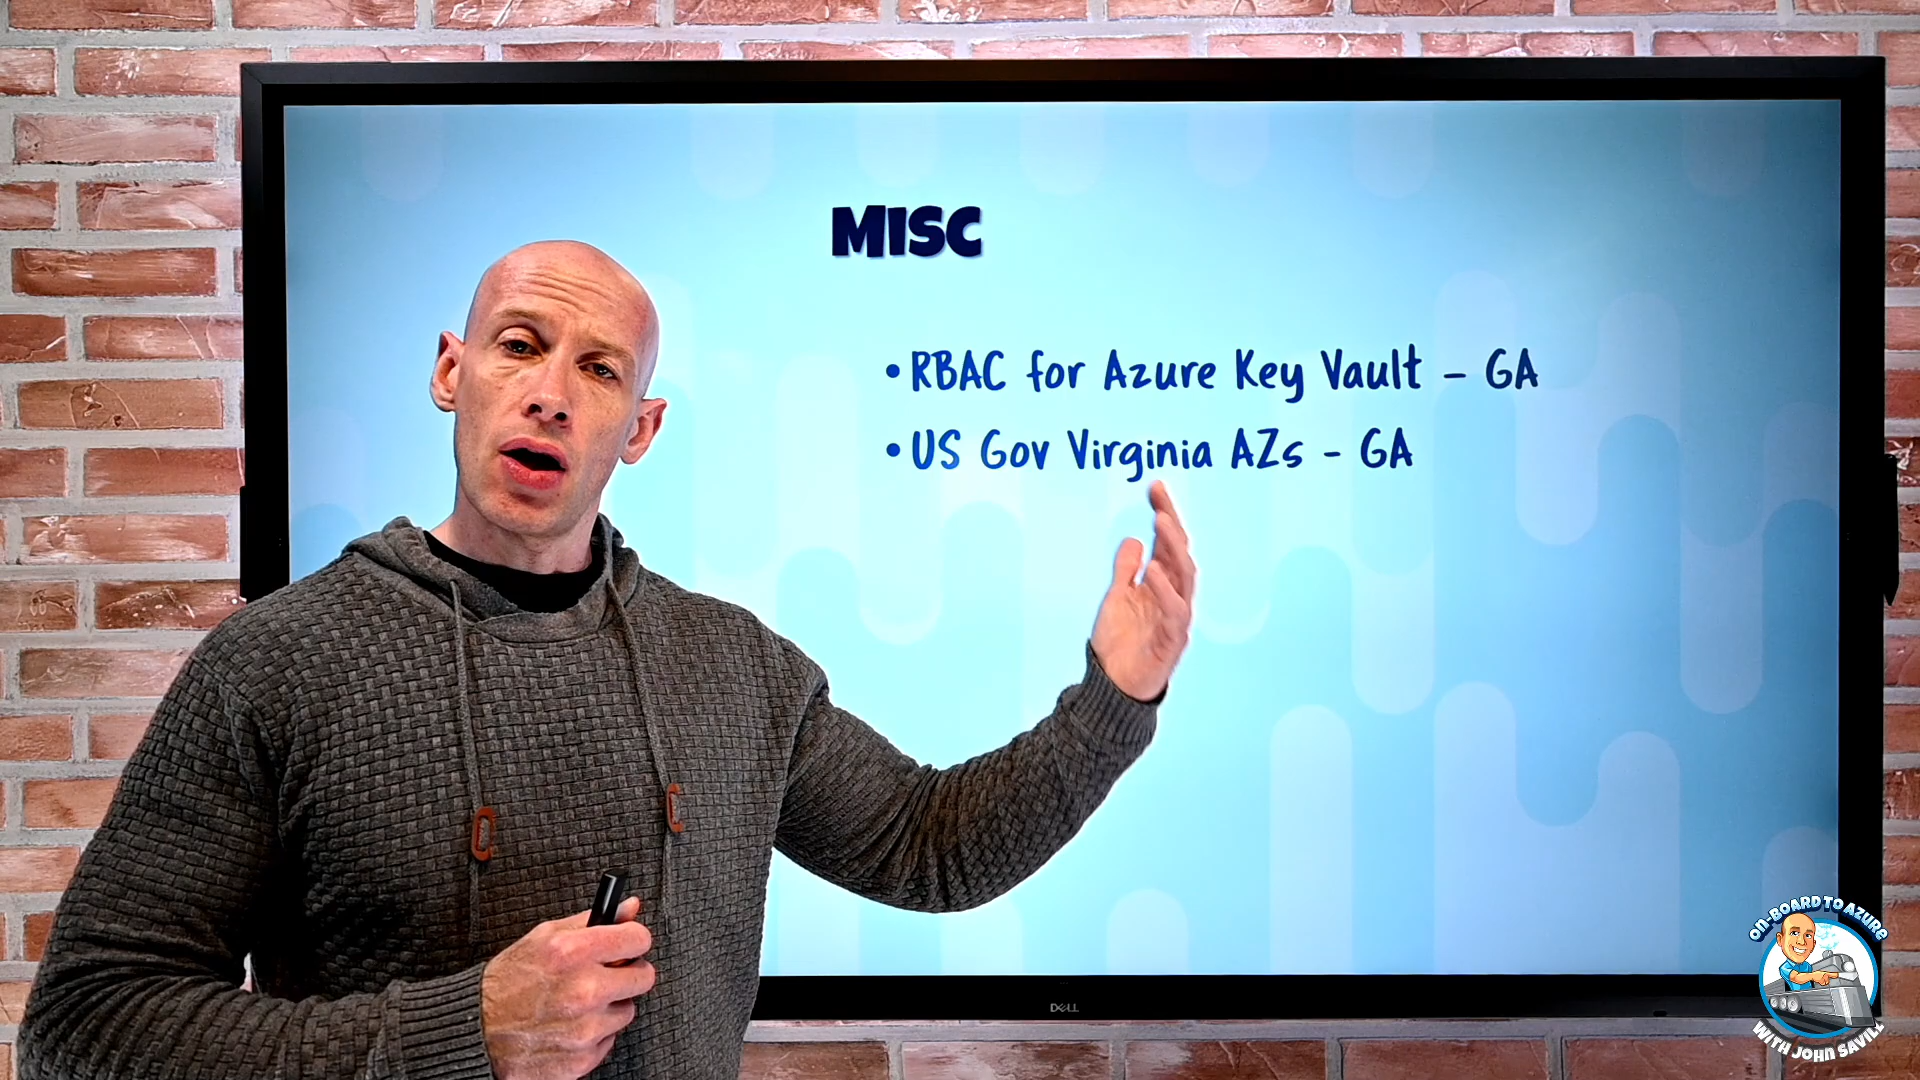 MISC
• RBAC for Azure Key Vault – GA
• US Gov Virginia AZs - GA
DELL
ON-BOARD TO AZURE
WITH JOHN SAVILL